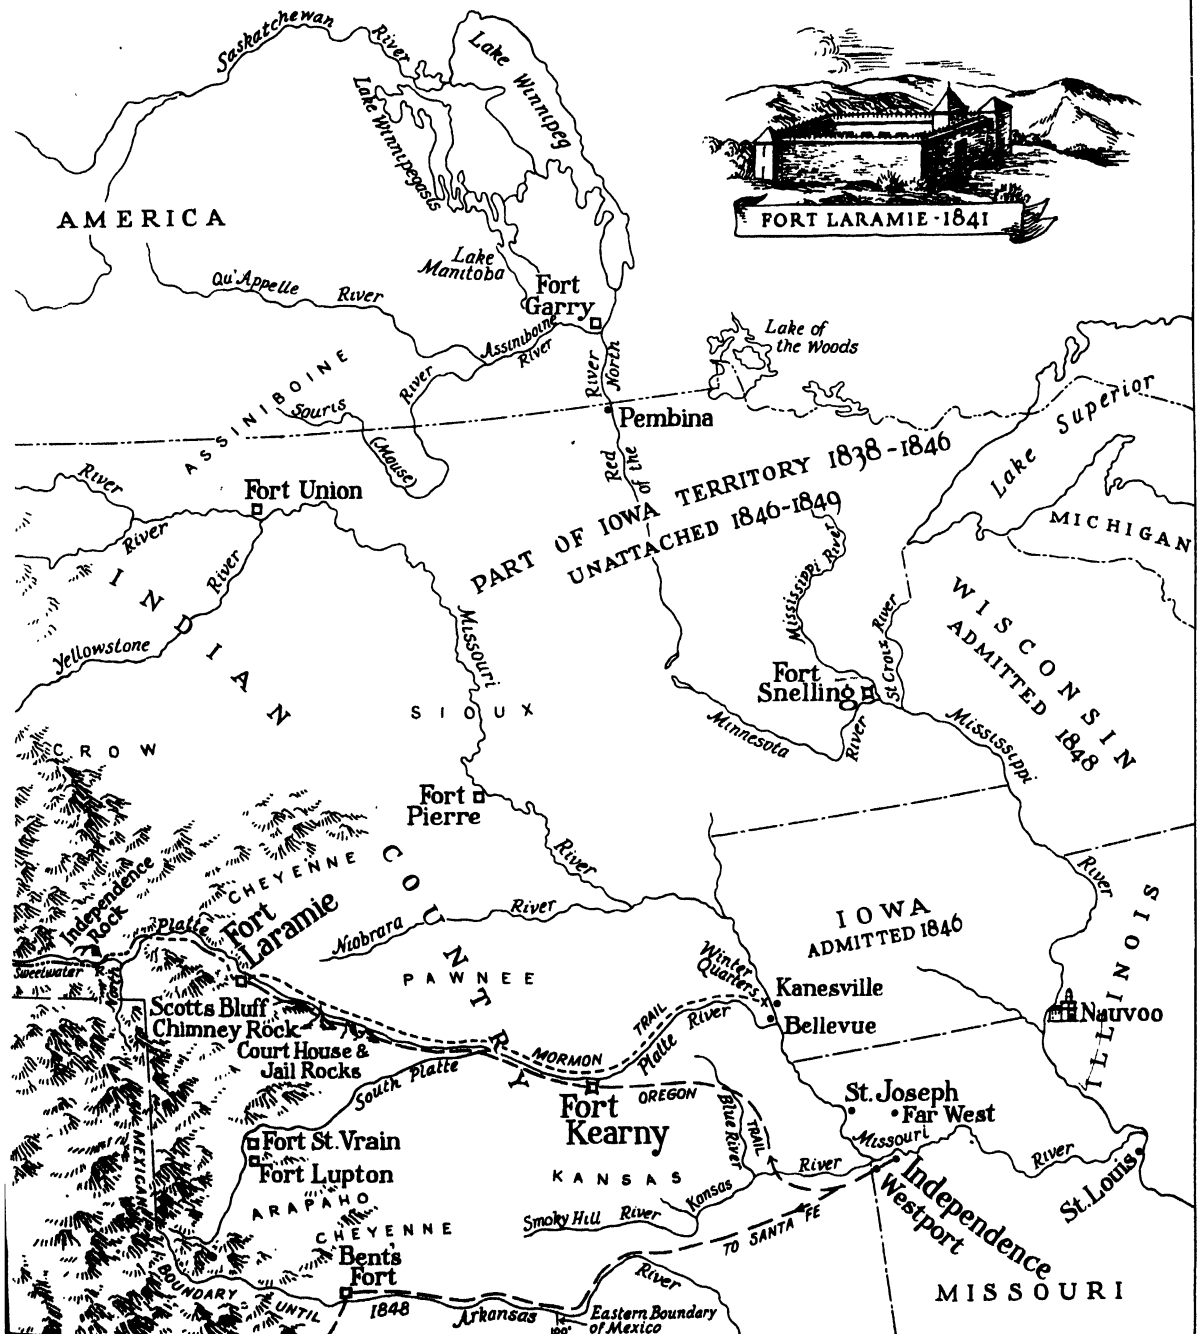 Saskatchewan River
Lake Winnipeg
Lake Winnipegasis
FORT LARAMIE - 1841
AMERICA
Lake
Manitoba
Qu'Appelle River
Fort
Garry
Assiniboine
River
Lake of
the Woods
ASSINIBOINE
Souris
(Mouse)
River
Red River
of the North
Pembina
Lake Superior
MICHIGAN
PART OF IOWA TERRITORY 1838-1846
UNATTACHED 1846-1849
River
Fort Union
River
River
Yellowstone
INDIAN
Missouri
Mississippi River
St Croix River
WISCONSIN
ADMITTED 1848
Fort
Snelling
SIOUX
Minnesota River
Mississippi
CROW
Fort
Pierre
River
River
CHEYENNE
COUNTRY
Independence
Rock
Platte
Fort
Laramie
Niobrara River
IOWA
ADMITTED 1846
ILLINOIS
Sweetwater
River
PAWNEE
Winter
Quarters
Kanesville
Bellevue
Nauvoo
Scotts Bluff
Chimney Rock
Court House &
Jail Rocks
MORMON TRAIL
Platte River
South Platte
OREGON TRAIL
Fort
Kearny
Blue River
St. Joseph
Far West
Missouri River
St. Louis
Fort St. Vrain
Fort Lupton
KANSAS
River
Kansas
Independence
Westport
ARAPAHO
CHEYENNE
Smoky Hill River
TO SANTA FE
Bent's
Fort
MEXICAN
BOUNDARY UNTIL 1848
Arkansas River
Eastern Boundary
of Mexico
100°
MISSOURI